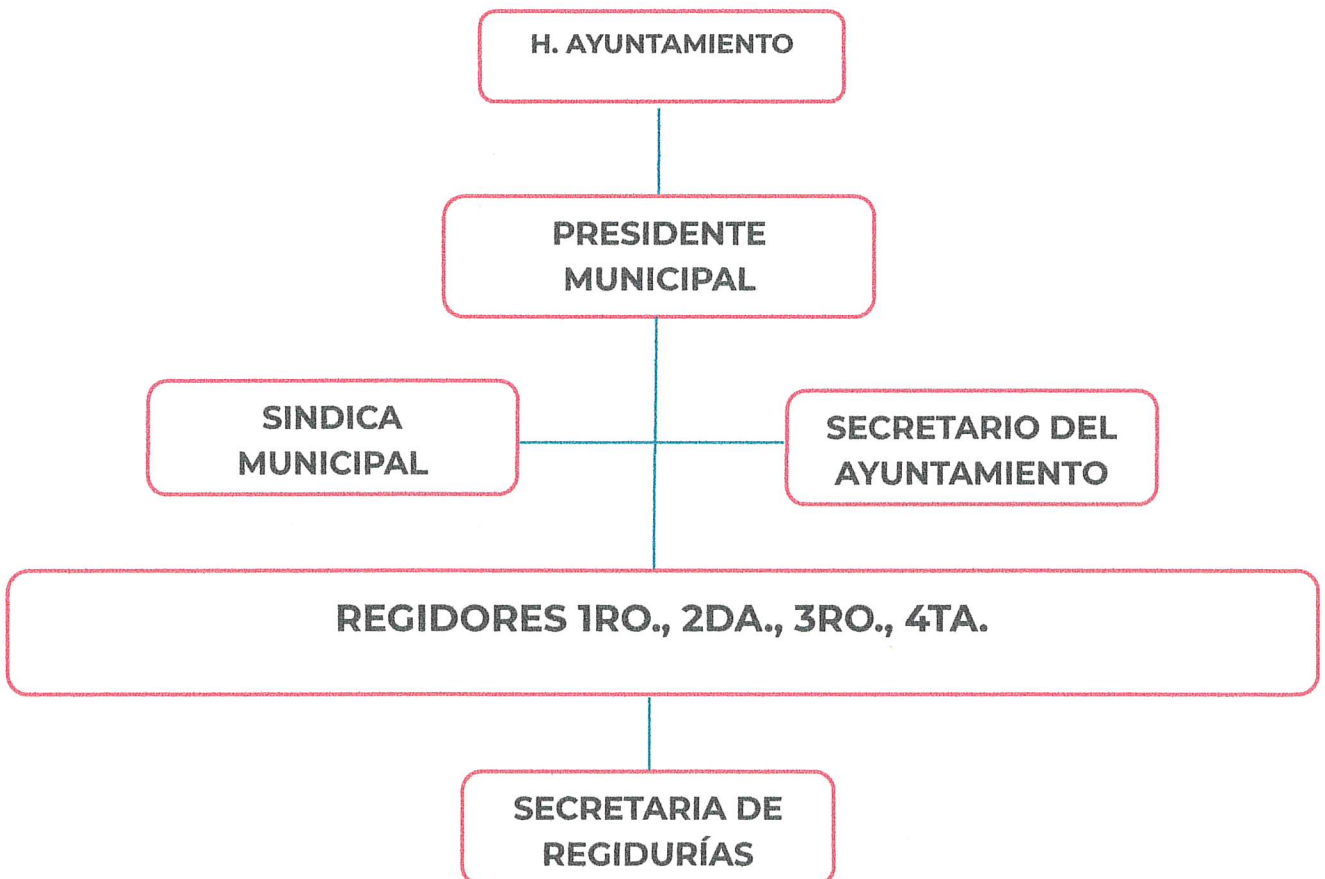 H. AYUNTAMIENTO
PRESIDENTE
MUNICIPAL
SINDICA
MUNICIPAL
SECRETARIO DEL
AYUNTAMIENTO
REGIDORES 1RO., 2DA., 3RO., 4TA.
SECRETARIA DE
REGIDURÍAS